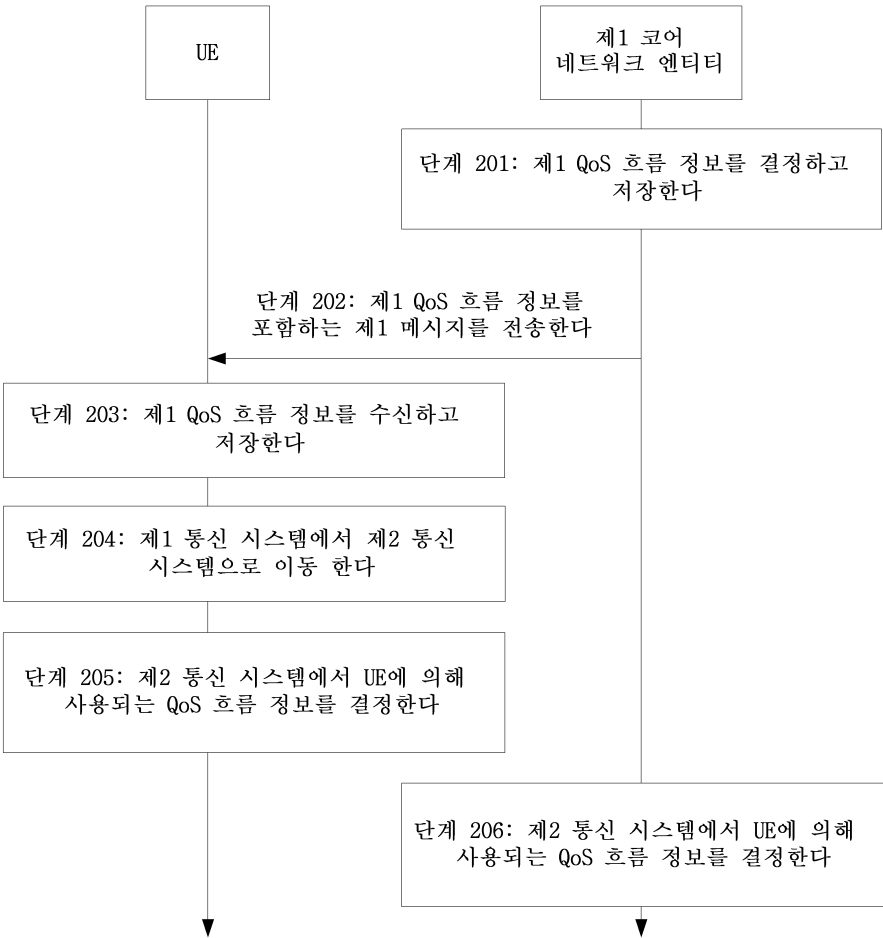 UE
제1 코어
네트워크 엔티티
단계 201: 제1 QoS 흐름 정보를 결정하고
저장한다
단계 202: 제1 QoS 흐름 정보를
포함하는 제1 메시지를 전송한다
단계 203: 제1 QoS 흐름 정보를 수신하고
저장한다
단계 204: 제1 통신 시스템에서 제2 통신
시스템으로 이동 한다
단계 205: 제2 통신 시스템에서 UE에 의해
사용되는 QoS 흐름 정보를 결정한다
단계 206: 제2 통신 시스템에서 UE에 의해
사용되는 QoS 흐름 정보를 결정한다